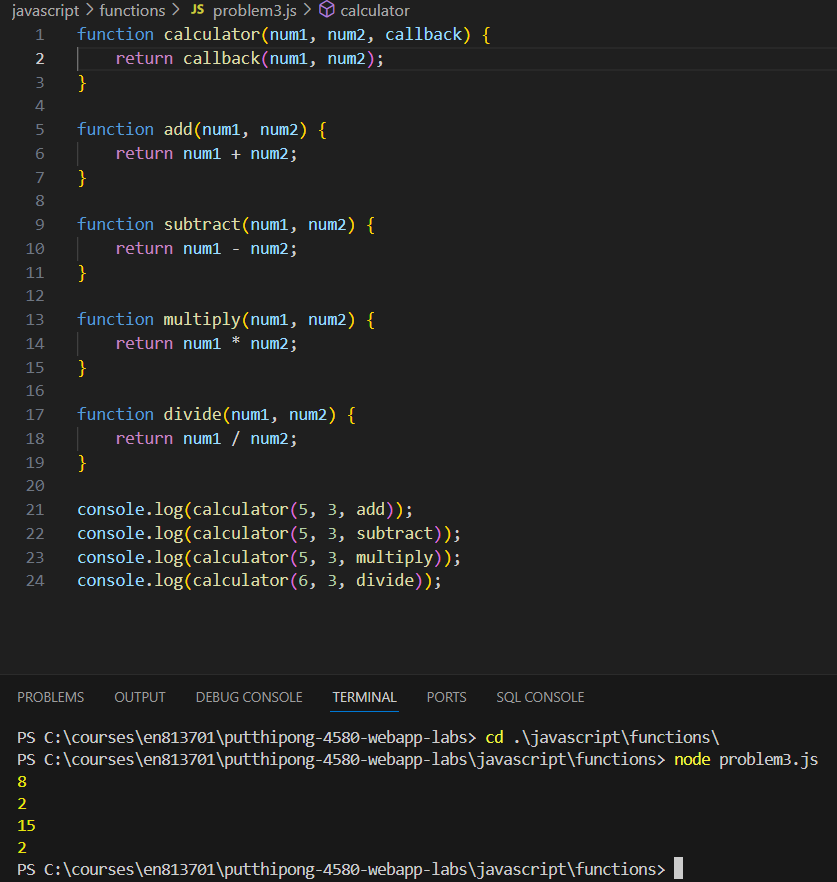 javascript > functions > JS problem3.js > calculator
1 function calculator(num1, num2, callback) {
2     return callback(num1, num2);
3 }
4
5 function add(num1, num2) {
6     return num1 + num2;
7 }
8
9 function subtract(num1, num2) {
10     return num1 - num2;
11 }
12
13 function multiply(num1, num2) {
14     return num1 * num2;
15 }
16
17 function divide(num1, num2) {
18     return num1 / num2;
19 }
20
21 console.log(calculator(5, 3, add));
22 console.log(calculator(5, 3, subtract));
23 console.log(calculator(5, 3, multiply));
24 console.log(calculator(6, 3, divide));
PROBLEMS OUTPUT DEBUG CONSOLE TERMINAL PORTS SQL CONSOLE
PS C:\courses\en813701\putthipong-4580-webapp-labs> cd .\javascript\functions\
PS C:\courses\en813701\putthipong-4580-webapp-labs\javascript\functions> node problem3.js
8
2
15
2
PS C:\courses\en813701\putthipong-4580-webapp-labs\javascript\functions>